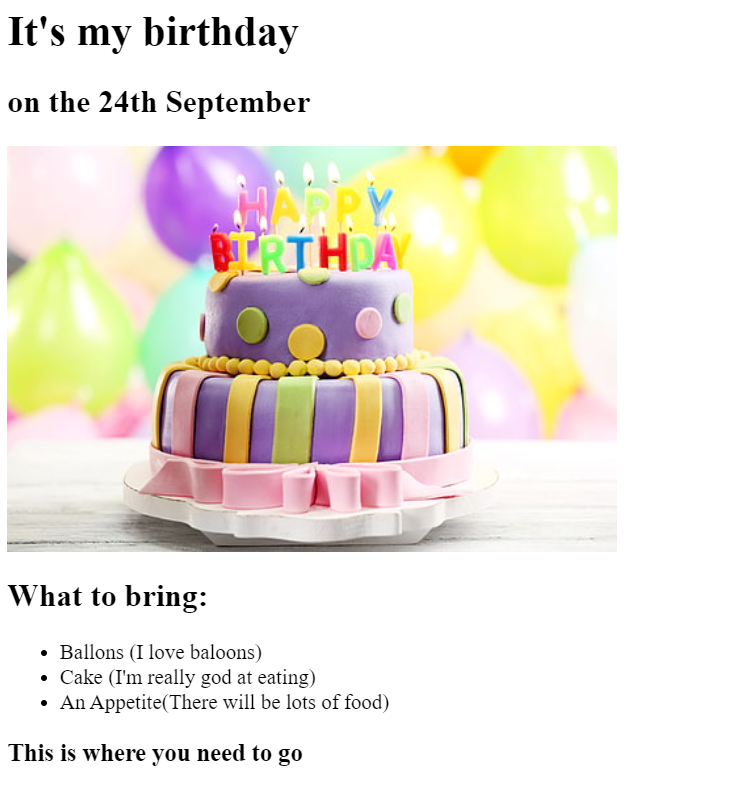 It's my birthday
on the 24th September
HAPPY
BIRTHDAY
What to bring:
Ballons (I love baloons)
Cake (I'm really god at eating)
An Appetite(There will be lots of food)
This is where you need to go